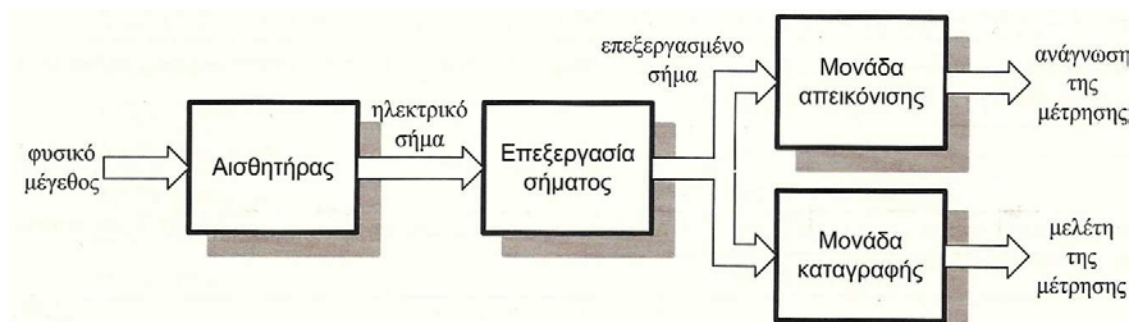 φυσικό
μέγεθος
Αισθητήρας
ηλεκτρικό
σήμα
Επεξεργασία
σήματος
επεξεργασμένο
σήμα
Μονάδα
απεικόνισης
ανάγνωση
της
μέτρησης
Μονάδα
καταγραφής
μελέτη
της
μέτρησης